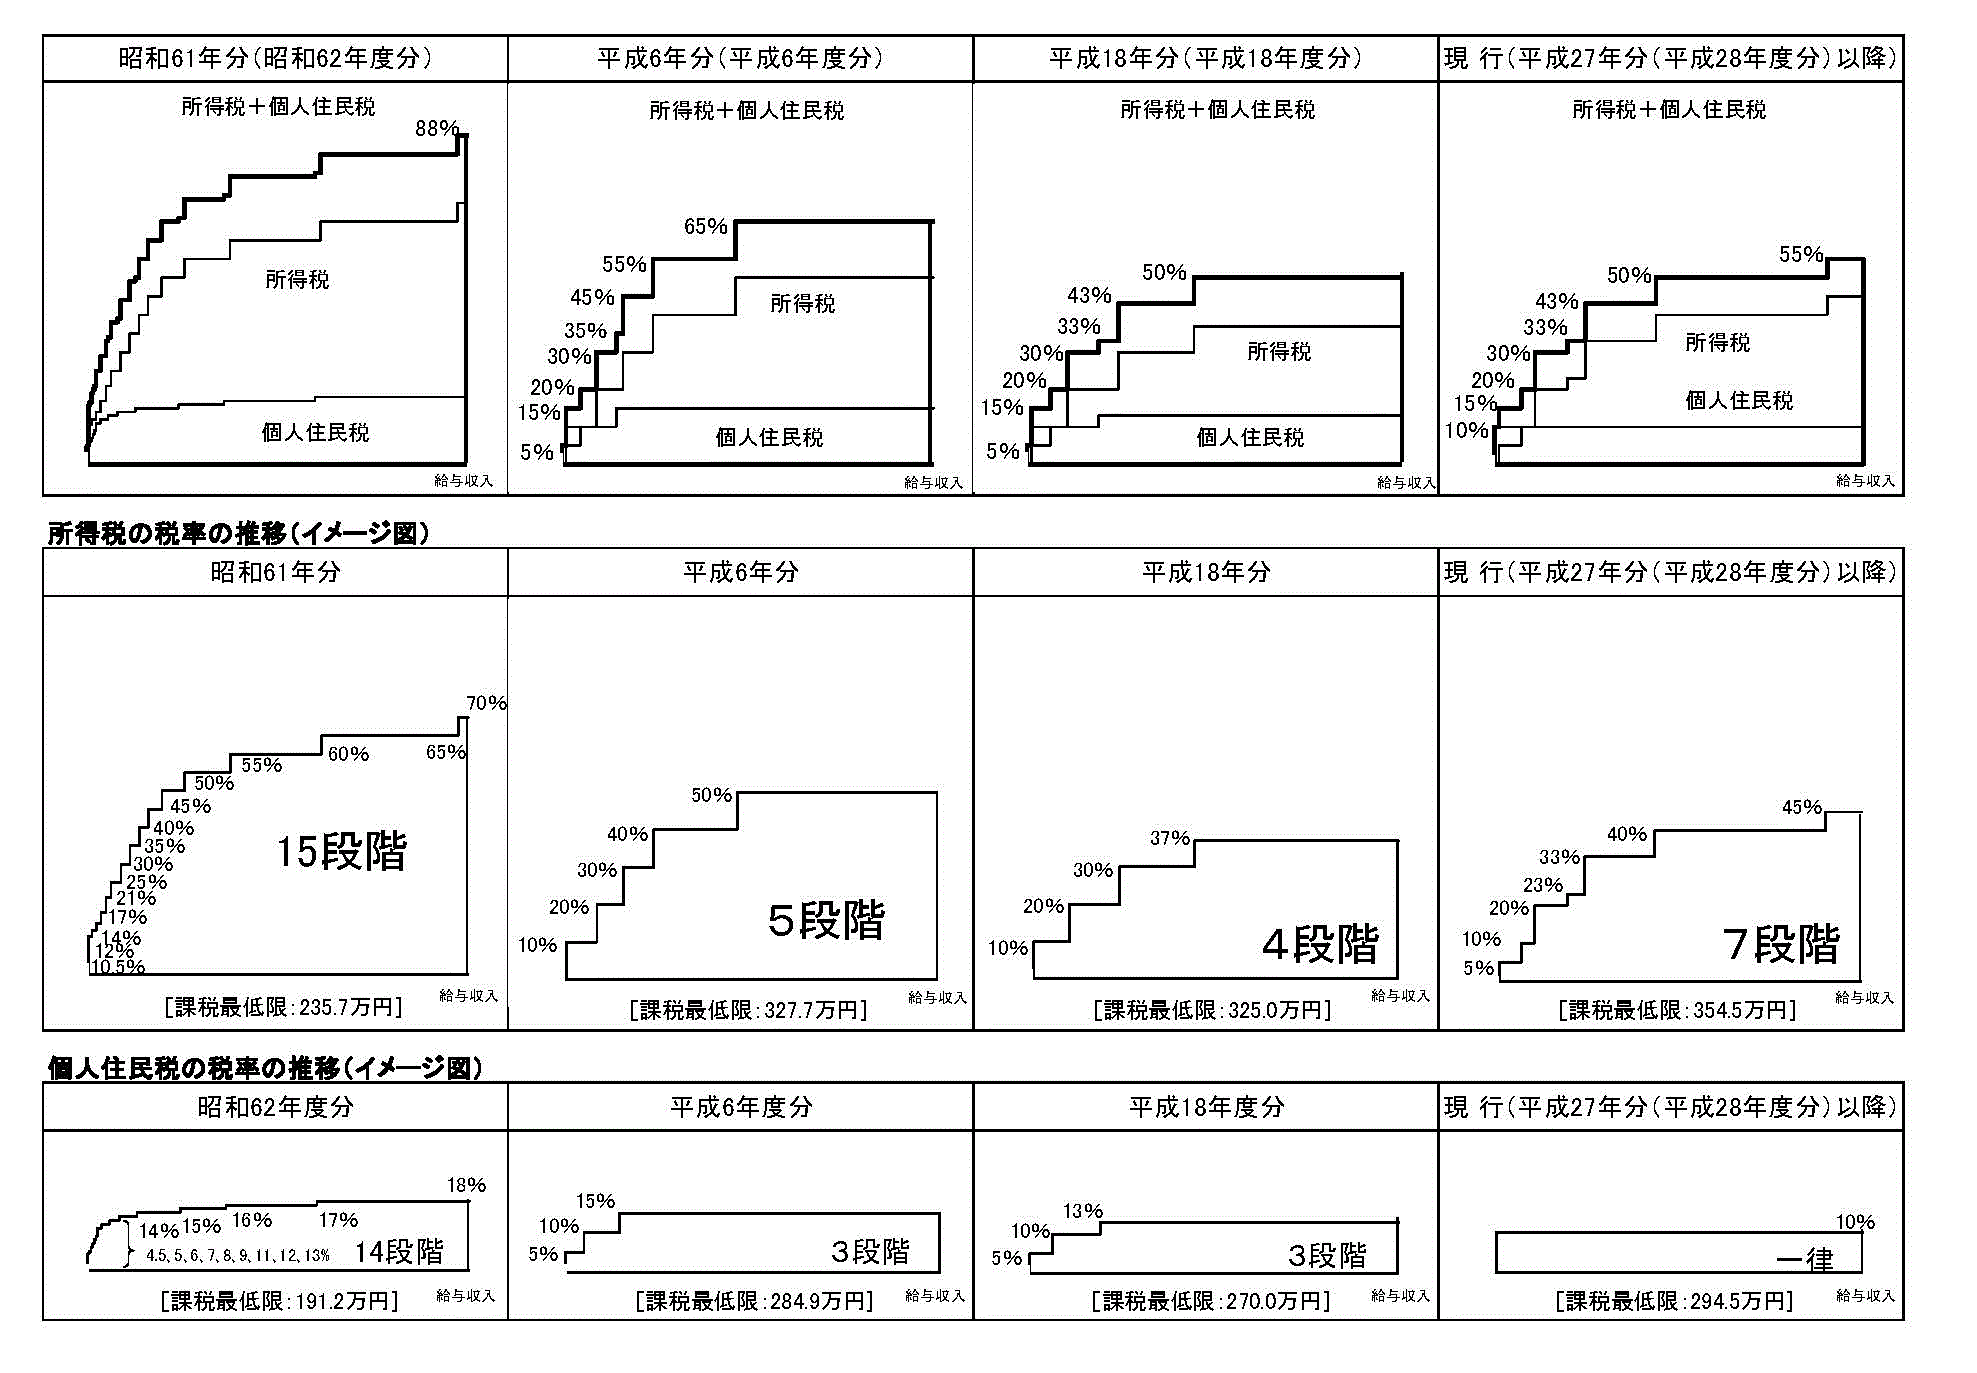 昭和61年分(昭和62年度分)
平成6年分(平成6年度分)
平成18年分(平成18年度分)
現 行(平成27年分(平成28年度分)以降)
所得税+個人住民税
88%
所得税
個人住民税
給与収入
所得税+個人住民税
65%
55%
45%
35%
30%
20%
15%
5%
所得税
個人住民税
給与収入
所得税+個人住民税
50%
43%
33%
30%
20%
15%
5%
所得税
個人住民税
給与収入
所得税+個人住民税
55%
50%
43%
33%
30%
20%
15%
10%
所得税
個人住民税
給与収入
所得税の税率の推移(イメージ図)
昭和61年分
平成6年分
平成18年分
現 行(平成27年分(平成28年度分)以降)
70%
65%
60%
55%
50%
45%
40%
35%
30%
25%
21%
17%
14%
12%
10.5%
15段階
給与収入
[課税最低限:235.7万円]
50%
40%
30%
20%
10%
5段階
給与収入
[課税最低限:327.7万円]
37%
30%
20%
10%
4段階
給与収入
[課税最低限:325.0万円]
45%
40%
33%
23%
20%
10%
5%
7段階
給与収入
[課税最低限:354.5万円]
個人住民税の税率の推移(イメージ図)
昭和62年度分
平成6年度分
平成18年度分
現 行(平成27年分(平成28年度分)以降)
18%
17%
16%
15%
14%
4.5、5、6、7、8、9、11、12、13%
14段階
給与収入
[課税最低限:191.2万円]
15%
10%
5%
3段階
給与収入
[課税最低限:284.9万円]
13%
10%
5%
3段階
給与収入
[課税最低限:270.0万円]
10%
一律
給与収入
[課税最低限:294.5万円]